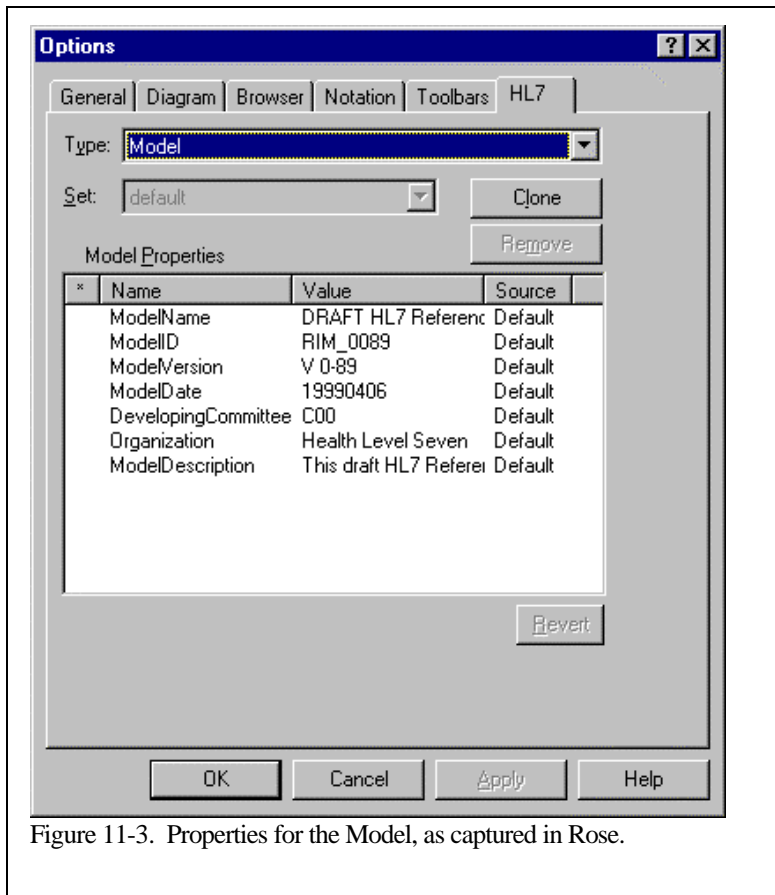 Options
General Diagram Browser Notation Toolbars HL7
Type: Model
Set: default Clone
Remove
Model Properties
* Name Value Source
ModelName DRAFT HL7 Referenc Default
ModelID RIM_0089 Default
ModelVersion V 0-89 Default
ModelDate 19990406 Default
DevelopingCommittee C00 Default
Organization Health Level Seven Default
ModelDescription This draft HL7 Referei Default
Revert
OK Cancel Apply Help
Figure 11-3. Properties for the Model, as captured in Rose.